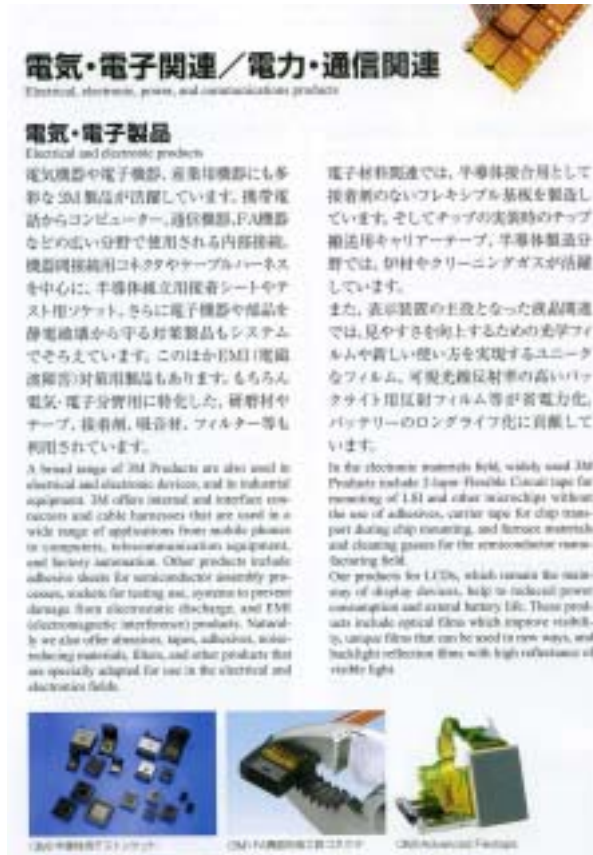 電気・電子関連／電力・通信関連
Electrical, electronic, power, and communications products
電気・電子製品
Electrical and electronic products
電気機器や電子機器、産業用機器にも多
彩な3M製品が活躍しています。携帯電
話からコンピューター、通信機器、FA機器
などの広い分野で使用される内部接続、
機器間接続用コネクタやケーブルハーネス
を中心に、半導体組立用接着シートやテ
スト用ソケット、さらに電子機器や部品を
静電破壊から守る対策製品もシステム
でそろえています。このほかEMI（電磁
波障害）対策用製品もあります。もちろん
電気・電子分野用に特化した、研磨材や
テープ、接着剤、吸音材、フィルター等も
利用されています。
A broad range of 3M Products are also used in
electrical and electronic devices, and in industrial
equipment. 3M offers internal and interface con-
nectors and cable harnesses that are used in a
wide range of applications from mobile phones
to computers, telecommunication equipment,
and factory automation. Other products include
adhesive sheets for semiconductor assembly pro-
cesses, sockets for testing use, systems to prevent
damage from electrostatic discharge, and EMI
(electromagnetic interference) products. Natural-
ly we also offer abrasives, tapes, adhesives, noise-
reducing materials, filters, and other products that
are specially adapted for use in the electrical and
electronics fields.
電子材料関連では、半導体接合用として
接着剤のないフレキシブル基板を製造し
ています。そしてチップの実装時のチップ
搬送用キャリアーテープ、半導体製造分
野では、炉材やクリーニングガスが活躍
しています。
また、表示装置の主役となった液晶関連
では、見やすさを向上するための光学フィ
ルムや新しい使い方を実現するユニーク
なフィルム、可視光線反射率の高いバッ
クライト用反射フィルム等が省電力化、
バッテリーのロングライフ化に貢献して
います。
In the electronic materials field, widely used 3M
Products include 2-layer Flexible Circuit tape for
mounting of LSI and other microchips without
the use of adhesives, carrier tape for chip trans-
port during chip mounting, and furnace materials
and cleaning gasses for the semiconductor manu-
facturing field.
Our products for LCDs, which remain the main-
stay of display devices, help to reduced power
consumption and extend battery life. These prod-
ucts include optical films which improve visibili-
ty, unique films that can be used in new ways, and
backlight reflection films with high reflectance of
visible light.